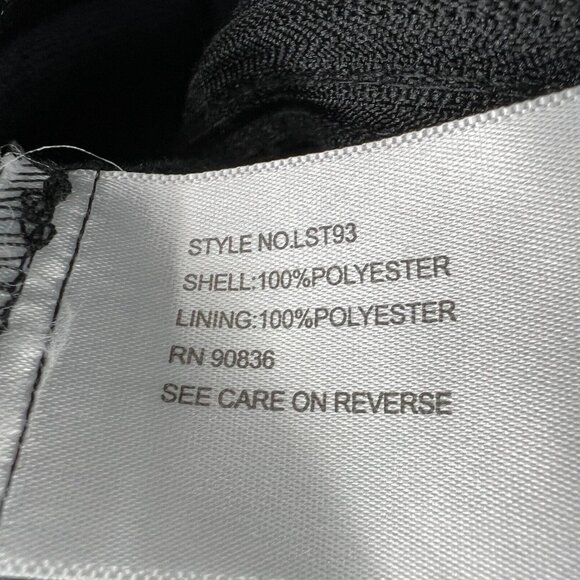 STYLE NO.LST93
SHELL:100%POLYESTER
LINING:100%POLYESTER
RN 90836
SEE CARE ON REVERSE